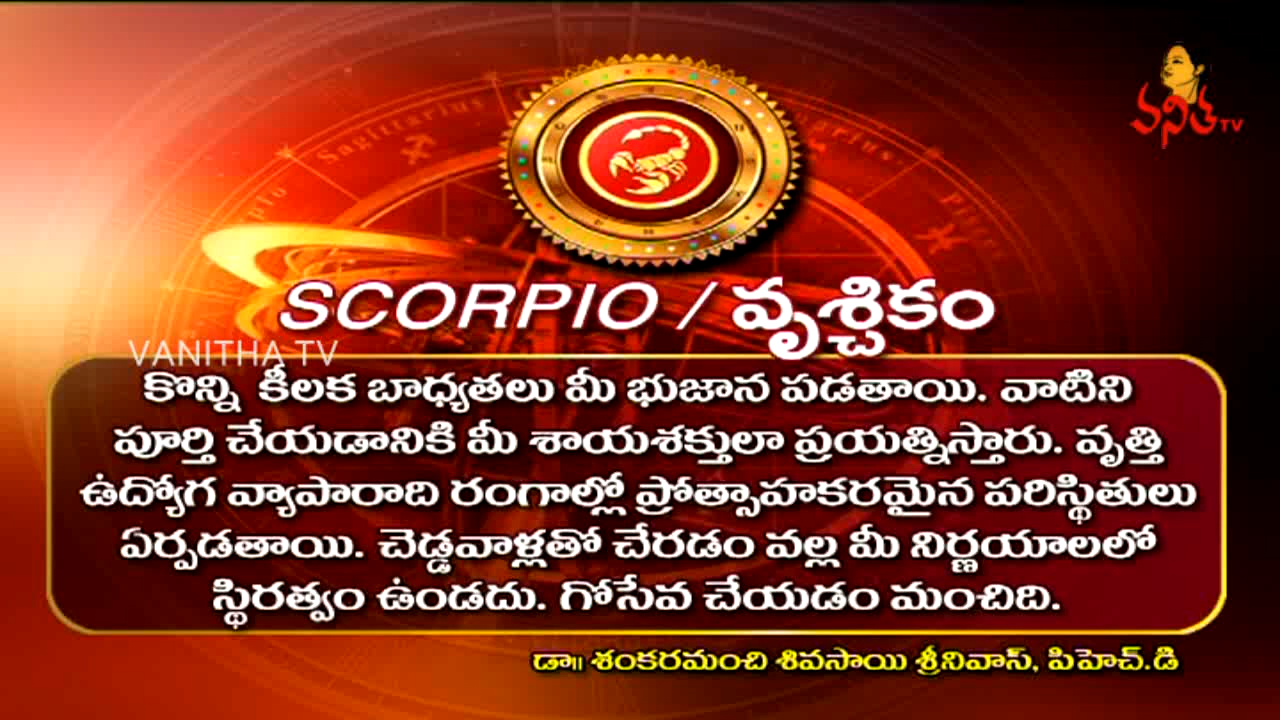 వనిత TV
Sagittarius
SCORPIO / వృశ్చికం
VANITHA TV
కొన్ని కీలక బాధ్యతలు మీ భుజాన పడతాయి. వాటిని
పూర్తి చేయడానికి మీ శాయశక్తులా ప్రయత్నిస్తారు. వృత్తి
ఉద్యోగ వ్యాపారాది రంగాల్లో ప్రోత్సాహకరమైన పరిస్థితులు
ఏర్పడతాయి. చెడ్డవాళ్లతో చేరడం వల్ల మీ నిర్ణయాలలో
స్థిరత్వం ఉండదు. గోసేవ చేయడం మంచిది.
డా|| శంకరమంచి శివసాయి శ్రీనివాస్, పిహెచ్.డి